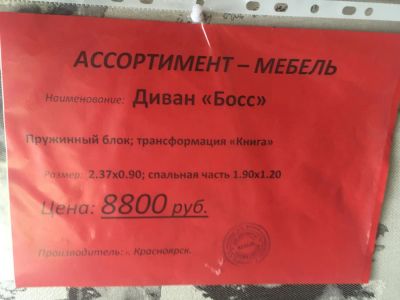 АССОРТИМЕНТ – МЕБЕЛЬ
Наименование: Диван «Босс»
Пружинный блок; трансформация «Книга»
Размер: 2.37х0.90; спальная часть 1.90х1.20
Цена: 8800 руб.
Производитель: г. Красноярск.